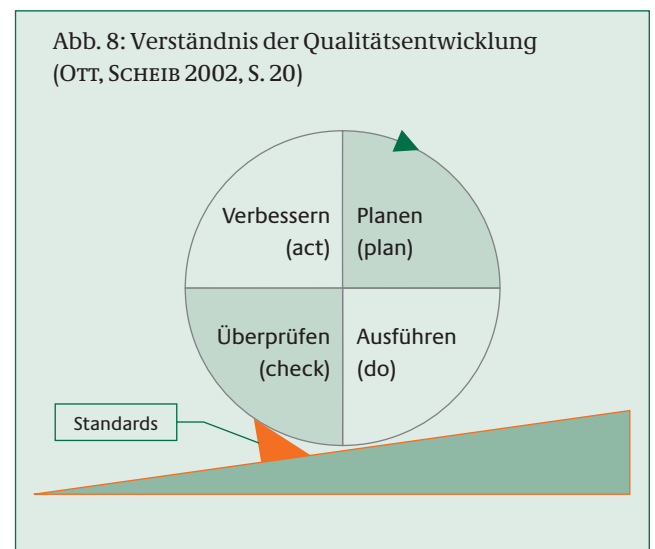 Abb. 8: Verständnis der Qualitätsentwicklung
(OTT, SCHEIB 2002, S. 20)
Verbessern
(act)
Planen
(plan)
Überprüfen
(check)
Ausführen
(do)
Standards